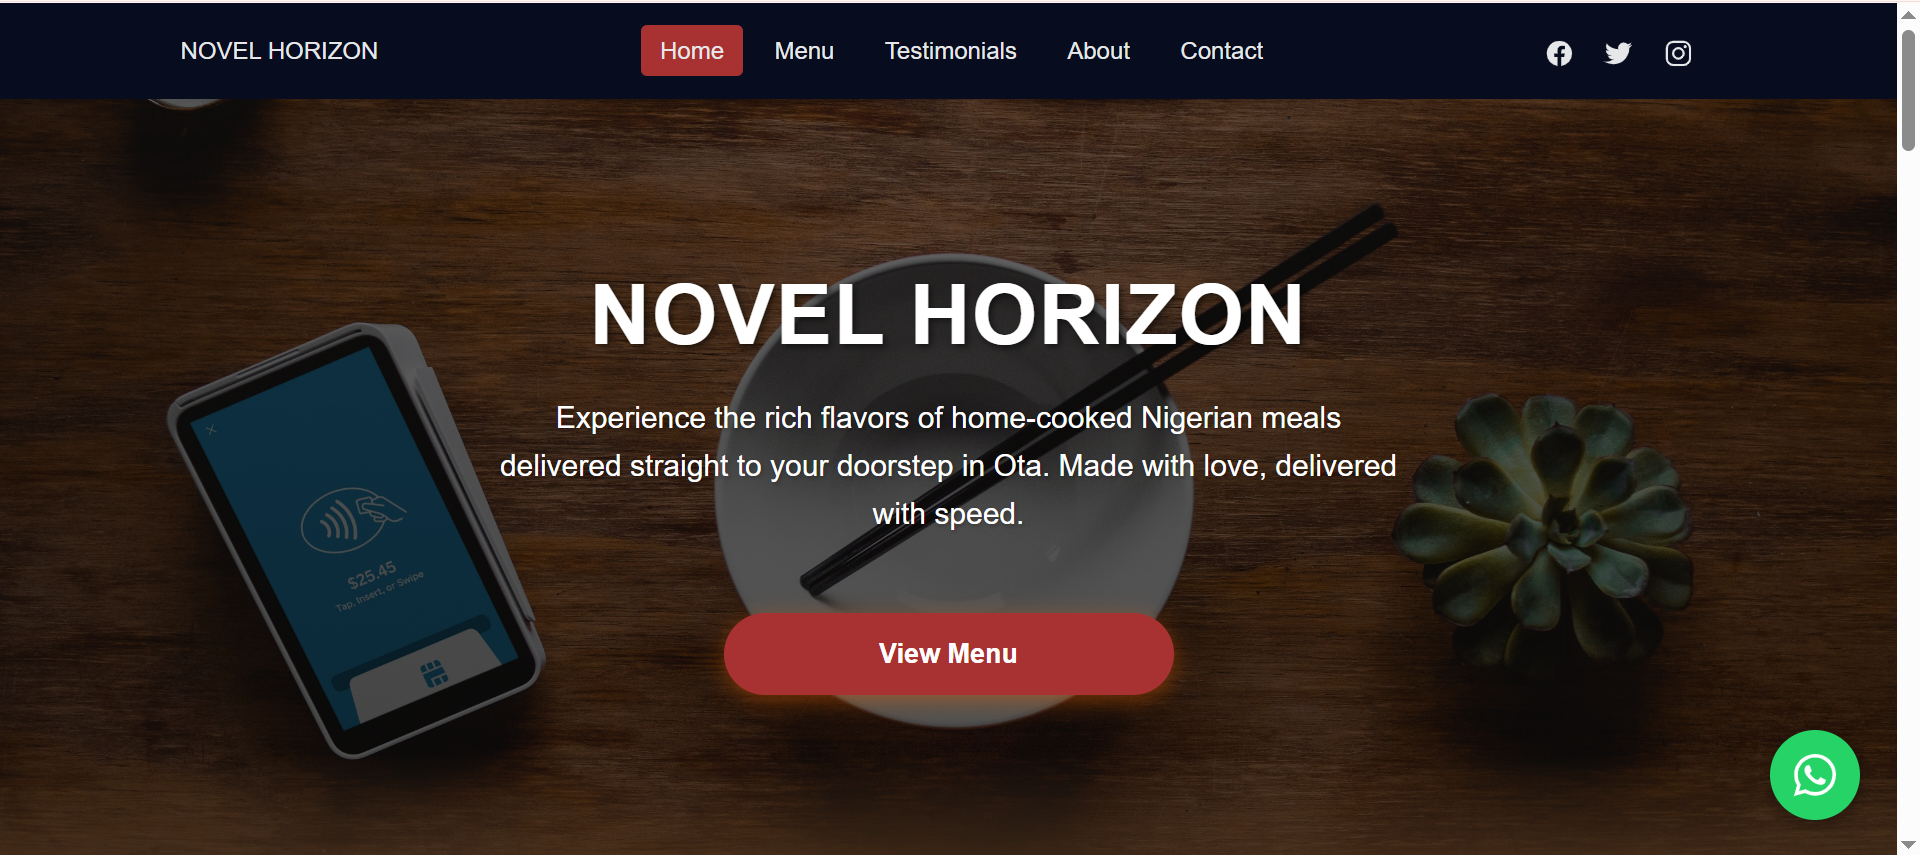 NOVEL HORIZON
Home
Menu
Testimonials
About
Contact
NOVEL HORIZON
Experience the rich flavors of home-cooked Nigerian meals
delivered straight to your doorstep in Ota. Made with love, delivered
with speed.
$25.45
Tap, Insert, or Swipe
View Menu